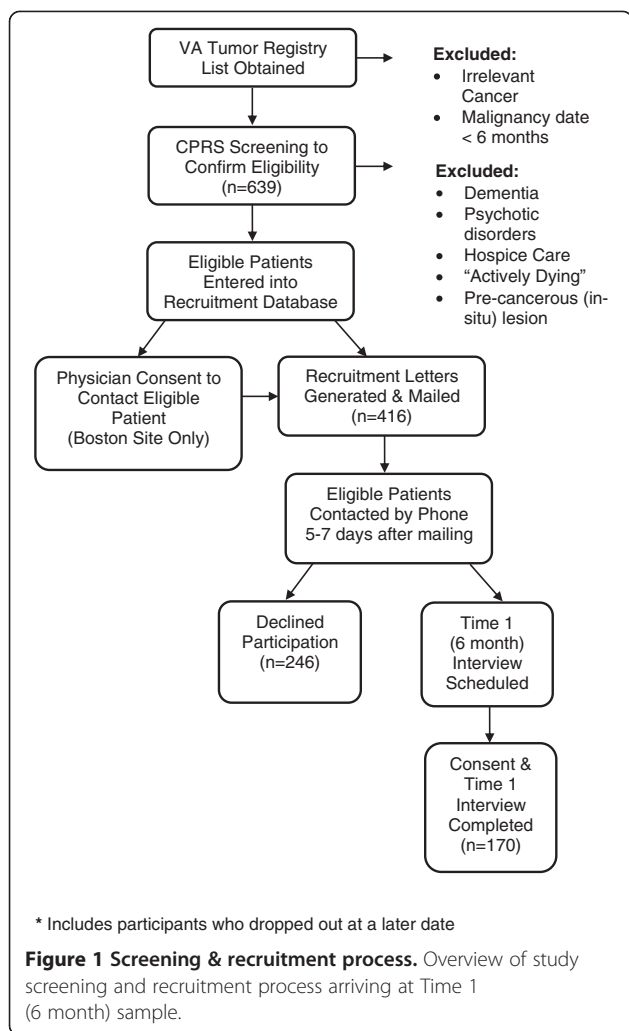 VA Tumor Registry
List Obtained
Excluded:
• Irrelevant
Cancer
• Malignancy date
< 6 months
CPRS Screening to
Confirm Eligibility
(n=639)
Excluded:
• Dementia
• Psychotic
disorders
• Hospice Care
• “Actively Dying”
• Pre-cancerous (in-
situ) lesion
Eligible Patients
Entered into
Recruitment Database
Physician Consent to
Contact Eligible
Patient
(Boston Site Only)
Recruitment Letters
Generated & Mailed
(n=416)
Eligible Patients
Contacted by Phone
5-7 days after mailing
Declined
Participation
(n=246)
Time 1
(6 month)
Interview
Scheduled
Consent &
Time 1
Interview
Completed
(n=170)
* Includes participants who dropped out at a later date
Figure 1 Screening & recruitment process. Overview of study
screening and recruitment process arriving at Time 1
(6 month) sample.